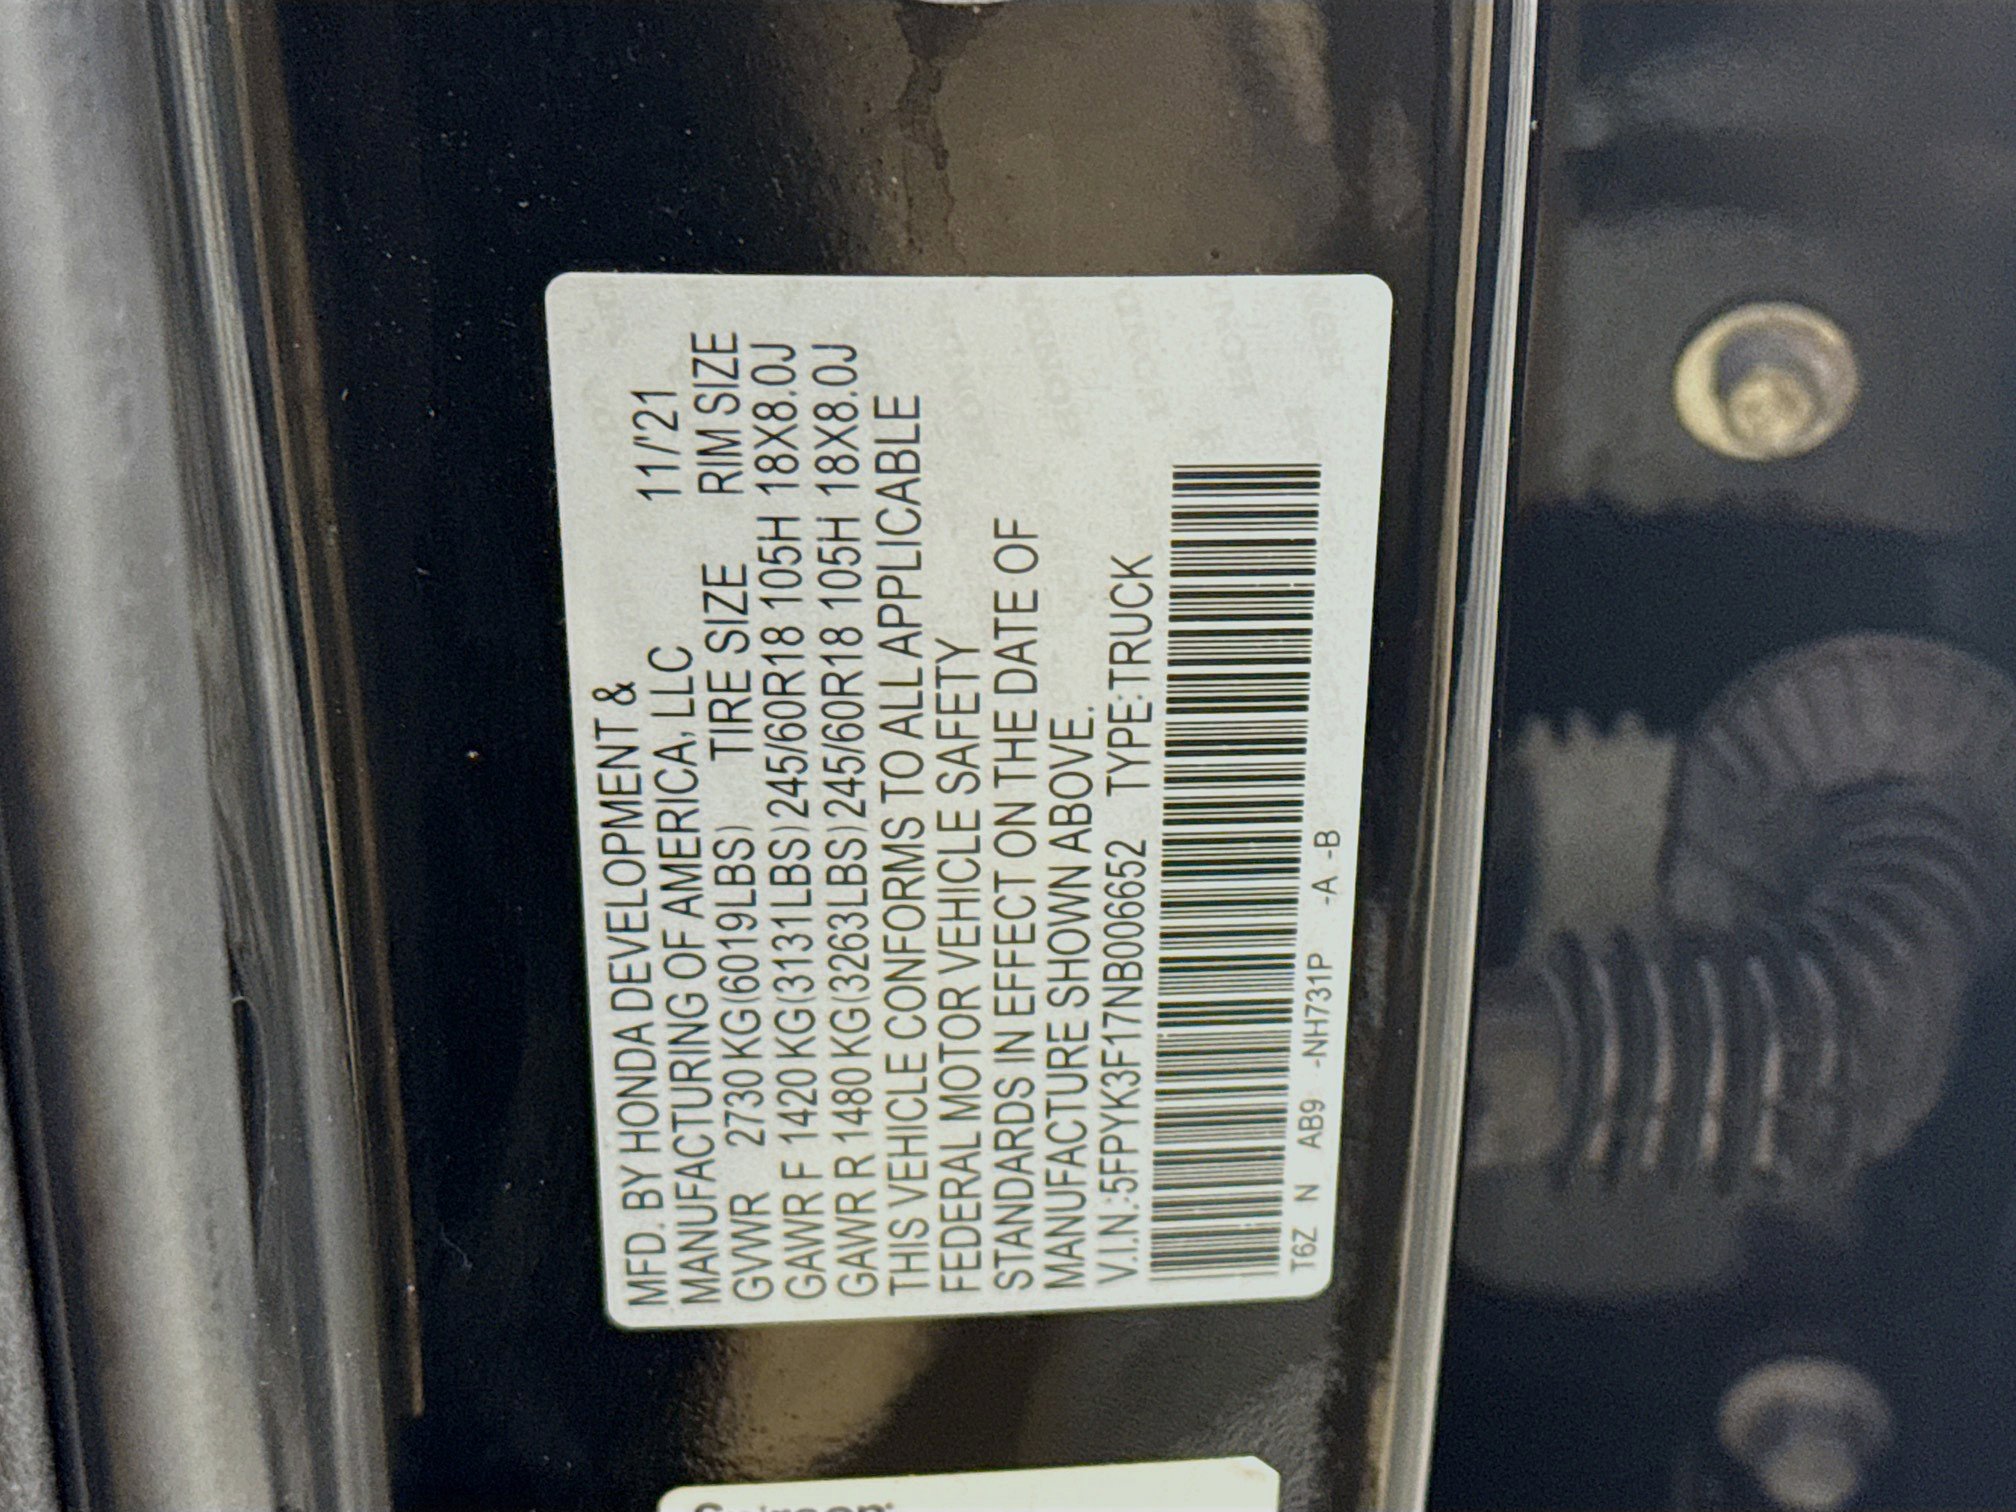 MFD. BY HONDA DEVELOPMENT &
MANUFACTURING OF AMERICA, LLC 11/'21
GVWR 2730 KG(6019LBS) TIRE SIZE RIM SIZE
GAWR F 1420 KG(3131LBS) 245/60R18 105H 18X8.0J
GAWR R 1480 KG(3263LBS) 245/60R18 105H 18X8.0J
THIS VEHICLE CONFORMS TO ALL APPLICABLE
FEDERAL MOTOR VEHICLE SAFETY
STANDARDS IN EFFECT ON THE DATE OF
MANUFACTURE SHOWN ABOVE.
V.I.N.:5FPYK3F17NB006652 TYPE:TRUCK
T6Z N AB9 -NH731P -A -B